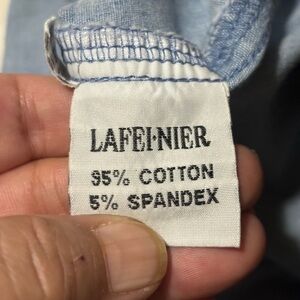 LAFEI-NIER
95% COTTON
5% SPANDEX